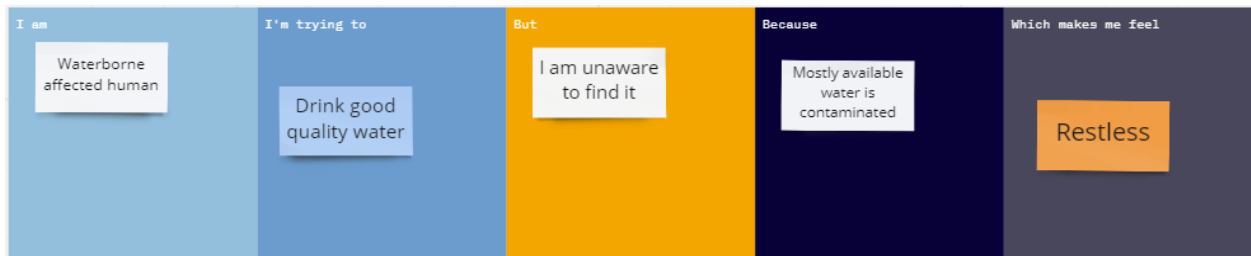 I am
Waterborne
affected human
I'm trying to
Drink good
quality water
But
I am unaware
to find it
Because
Mostly available
water is
contaminated
Which makes me feel
Restless